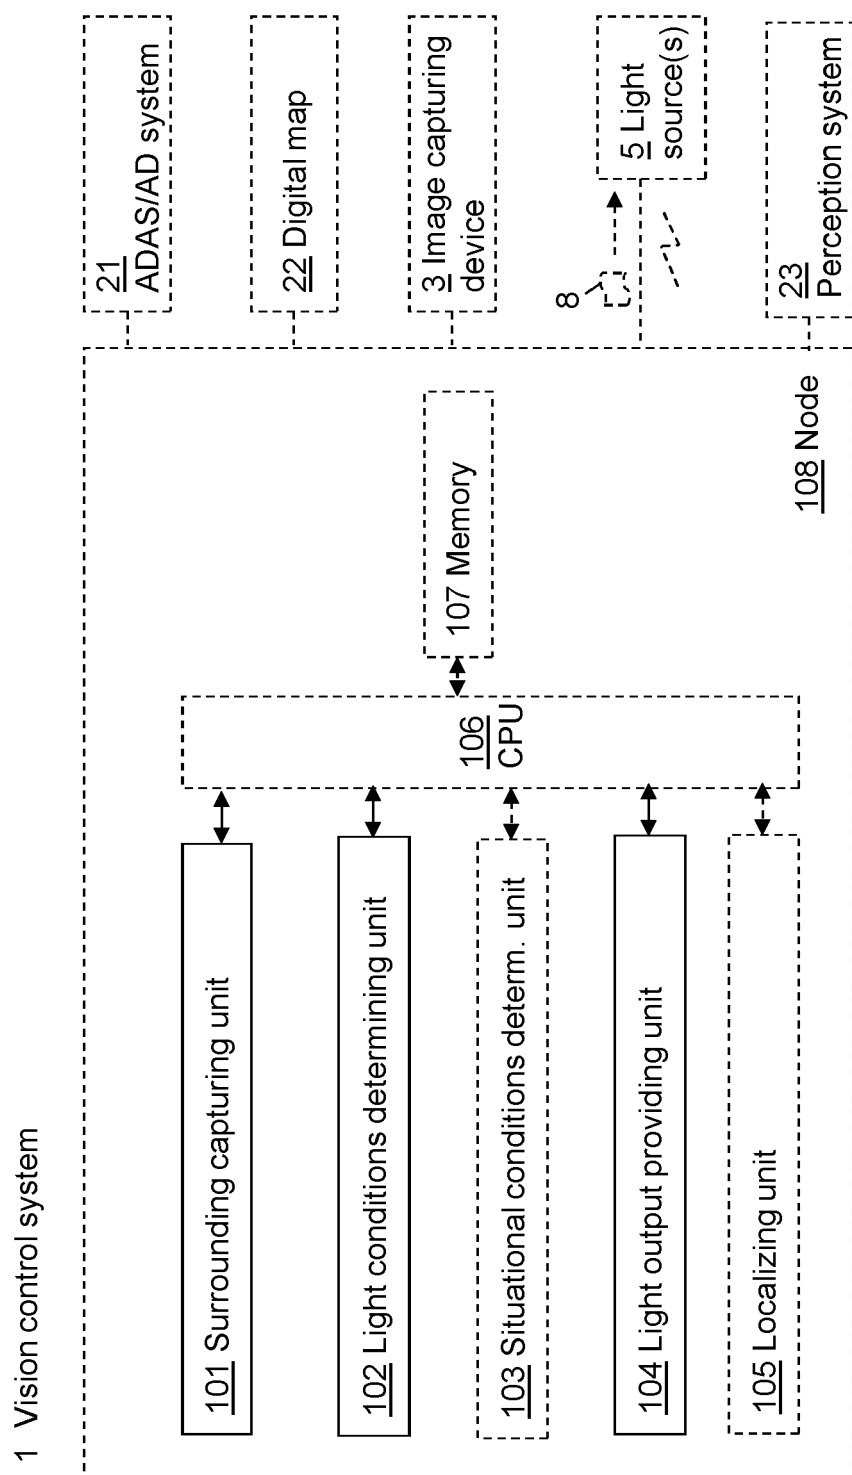 1 Vision control system
101 Surrounding capturing unit
102 Light conditions determining unit
103 Situational conditions determ. unit
104 Light output providing unit
105 Localizing unit
106
CPU
107 Memory
108 Node
21
ADAS/AD system
22 Digital map
3 Image capturing
device
8
5 Light
source(s)
23
Perception system